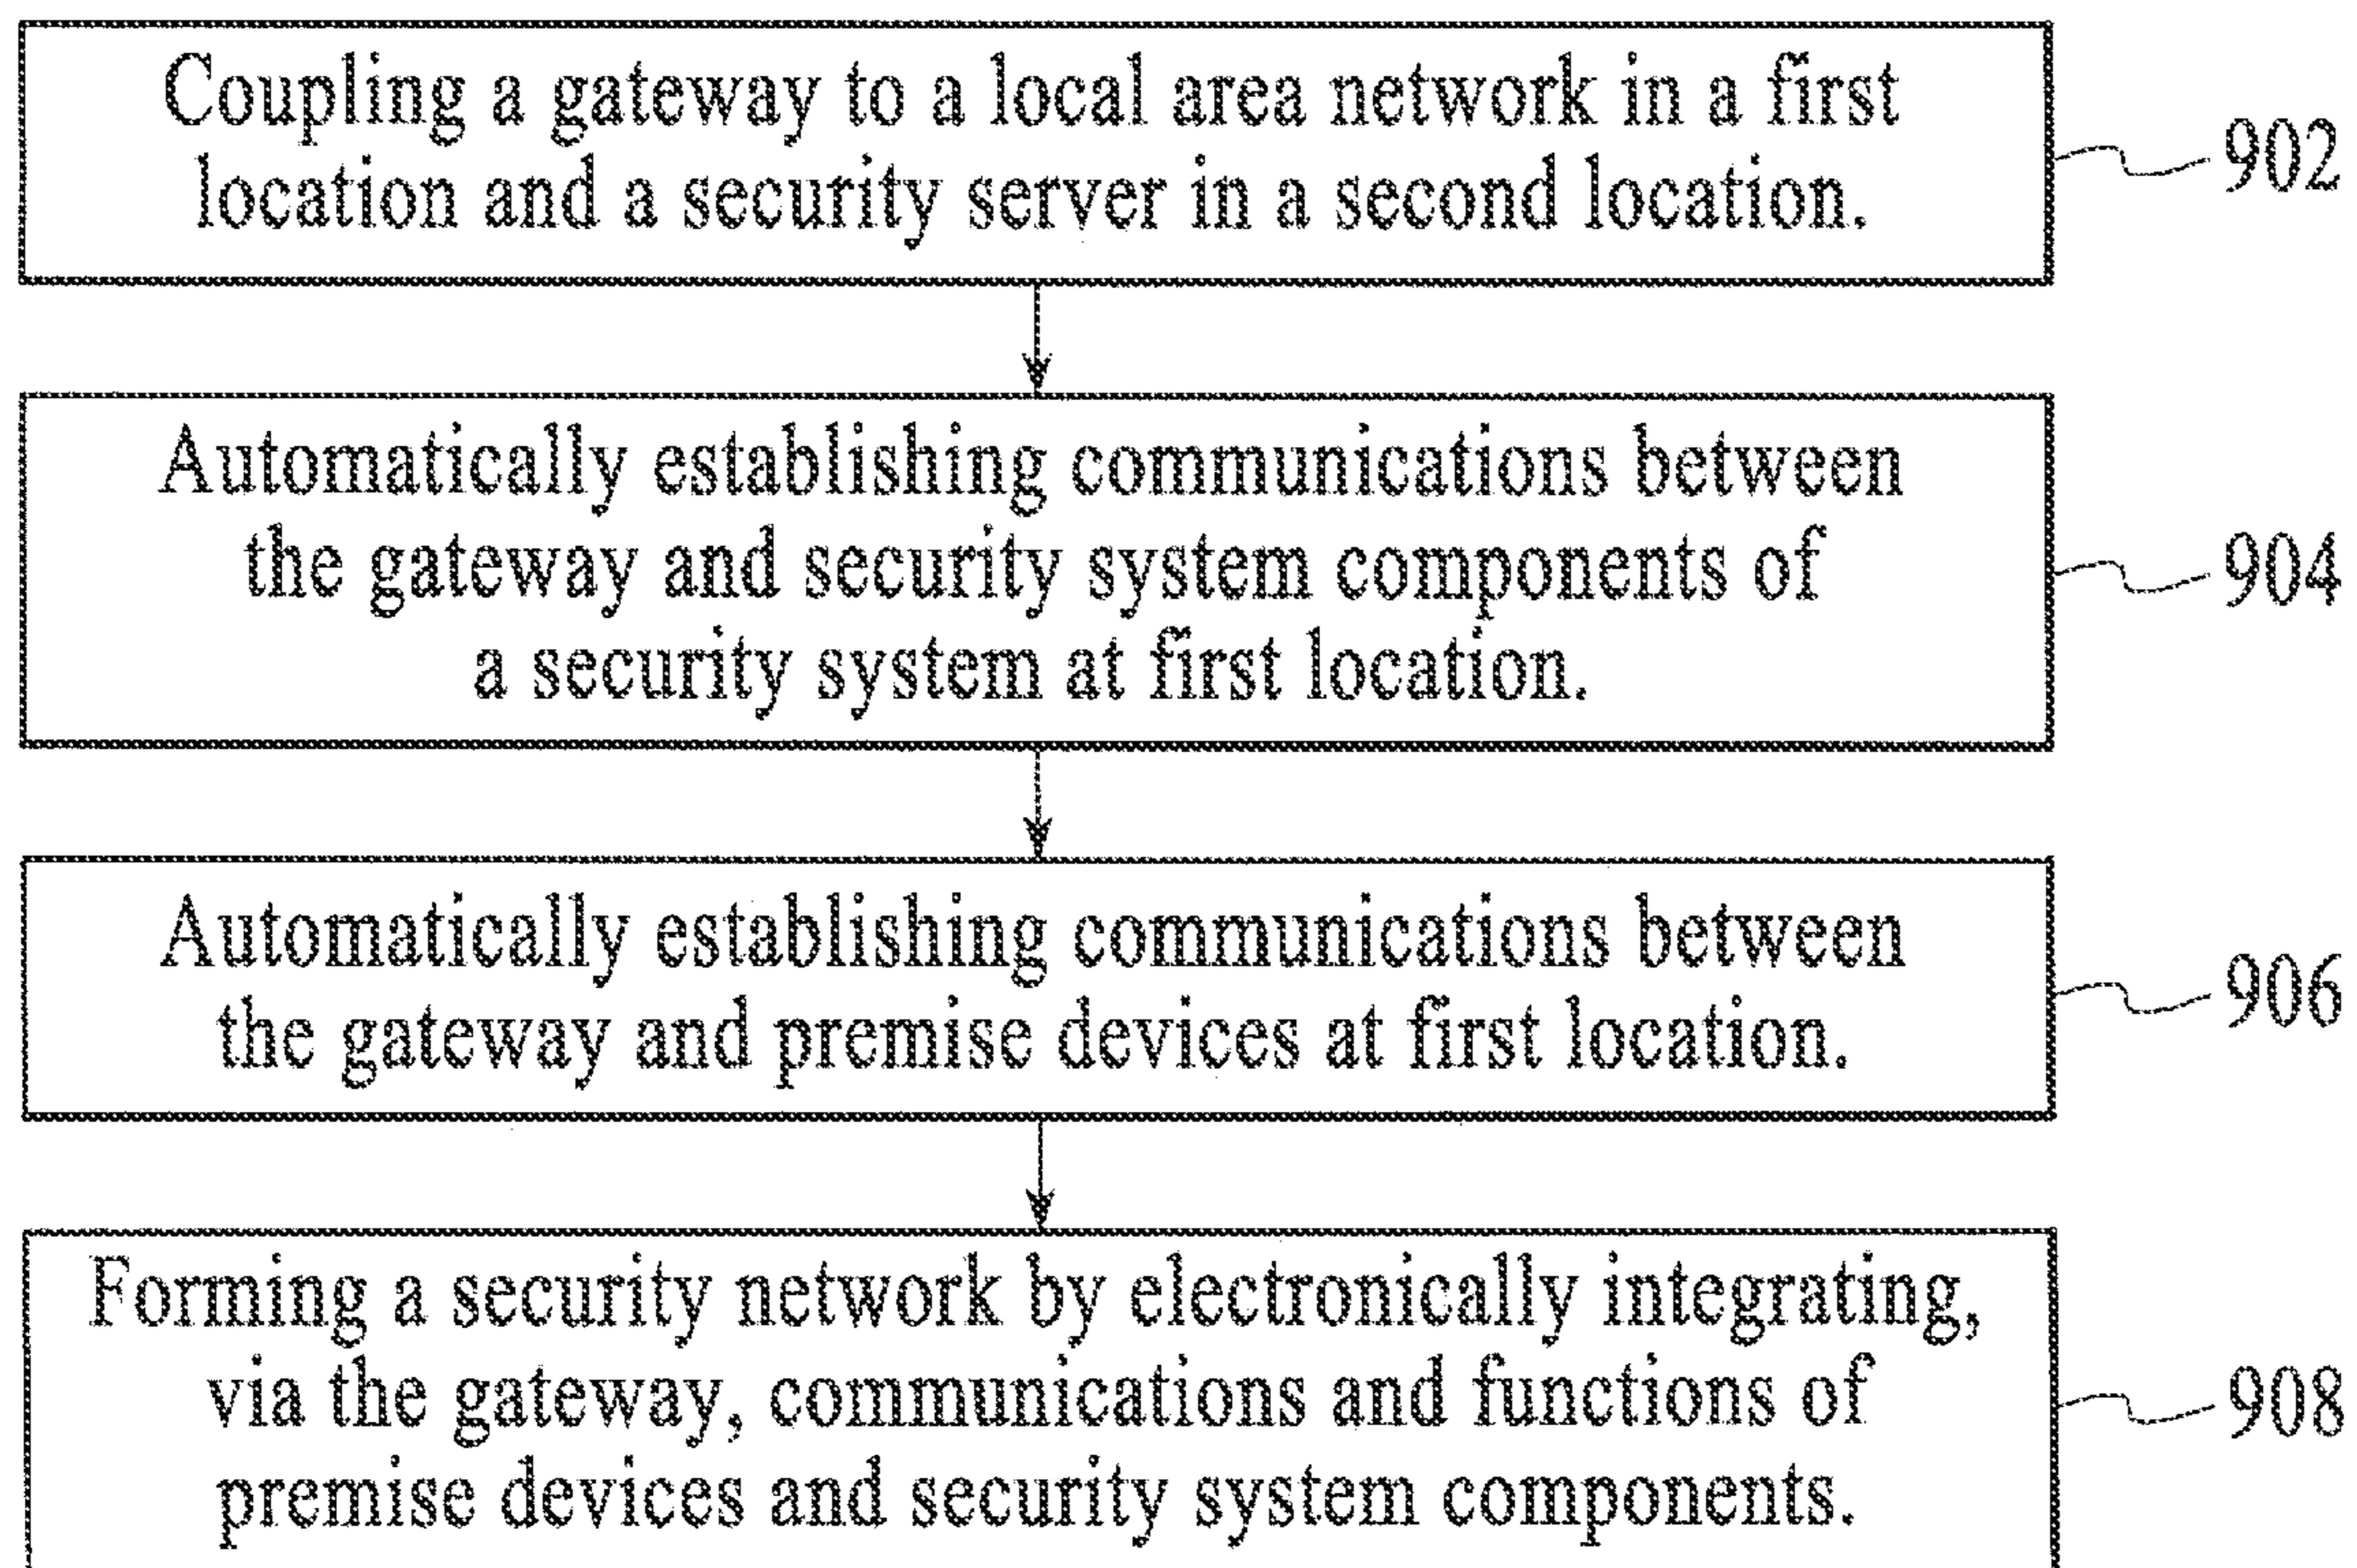 Coupling a gateway to a local area network in a first
location and a security server in a second location.
902
Automatically establishing communications between
the gateway and security system components of
a security system at first location.
904
Automatically establishing communications between
the gateway and premise devices at first location.
906
Forming a security network by electronically integrating,
via the gateway, communications and functions of
premise devices and security system components.
908